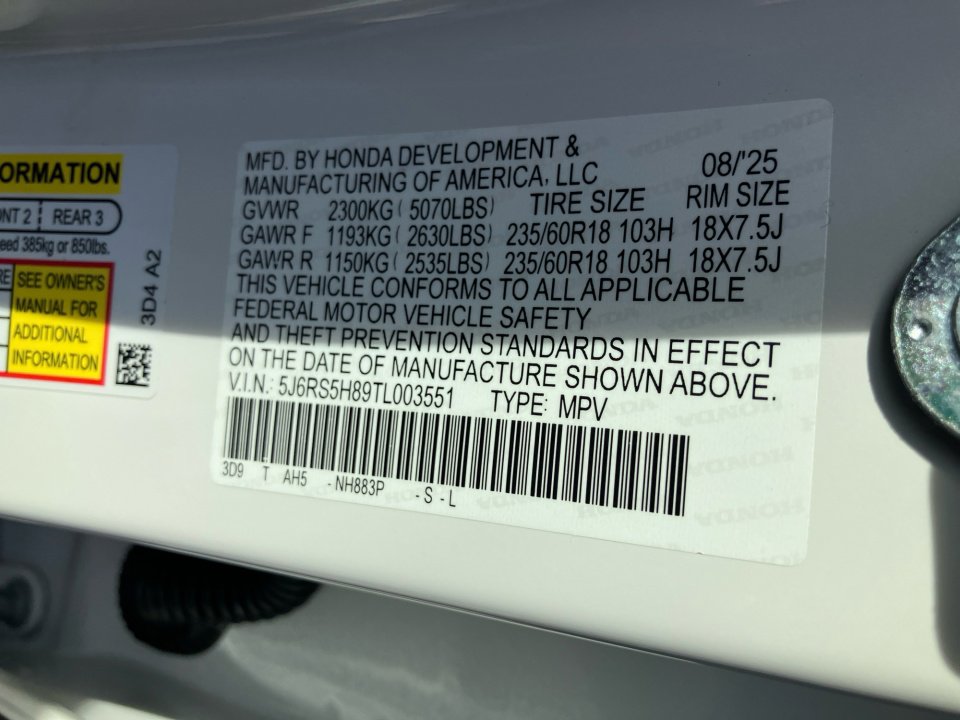 ORMATION
NT 2 REAR 3
eed 385kg or 850lbs.
RE
SEE OWNER'S
MANUAL FOR
ADDITIONAL
INFORMATION
3D4 A2
MFD. BY HONDA DEVELOPMENT &
MANUFACTURING OF AMERICA, LLC 08/'25
GVWR 2300KG ( 5070LBS) TIRE SIZE RIM SIZE
GAWR F 1193KG ( 2630LBS) 235/60R18 103H 18X7.5J
GAWR R 1150KG ( 2535LBS) 235/60R18 103H 18X7.5J
THIS VEHICLE CONFORMS TO ALL APPLICABLE
FEDERAL MOTOR VEHICLE SAFETY
AND THEFT PREVENTION STANDARDS IN EFFECT
ON THE DATE OF MANUFACTURE SHOWN ABOVE.
V.I.N.: 5J6RS5H89TL003551 TYPE: MPV
3D9 T AH5 - NH883P - S - L